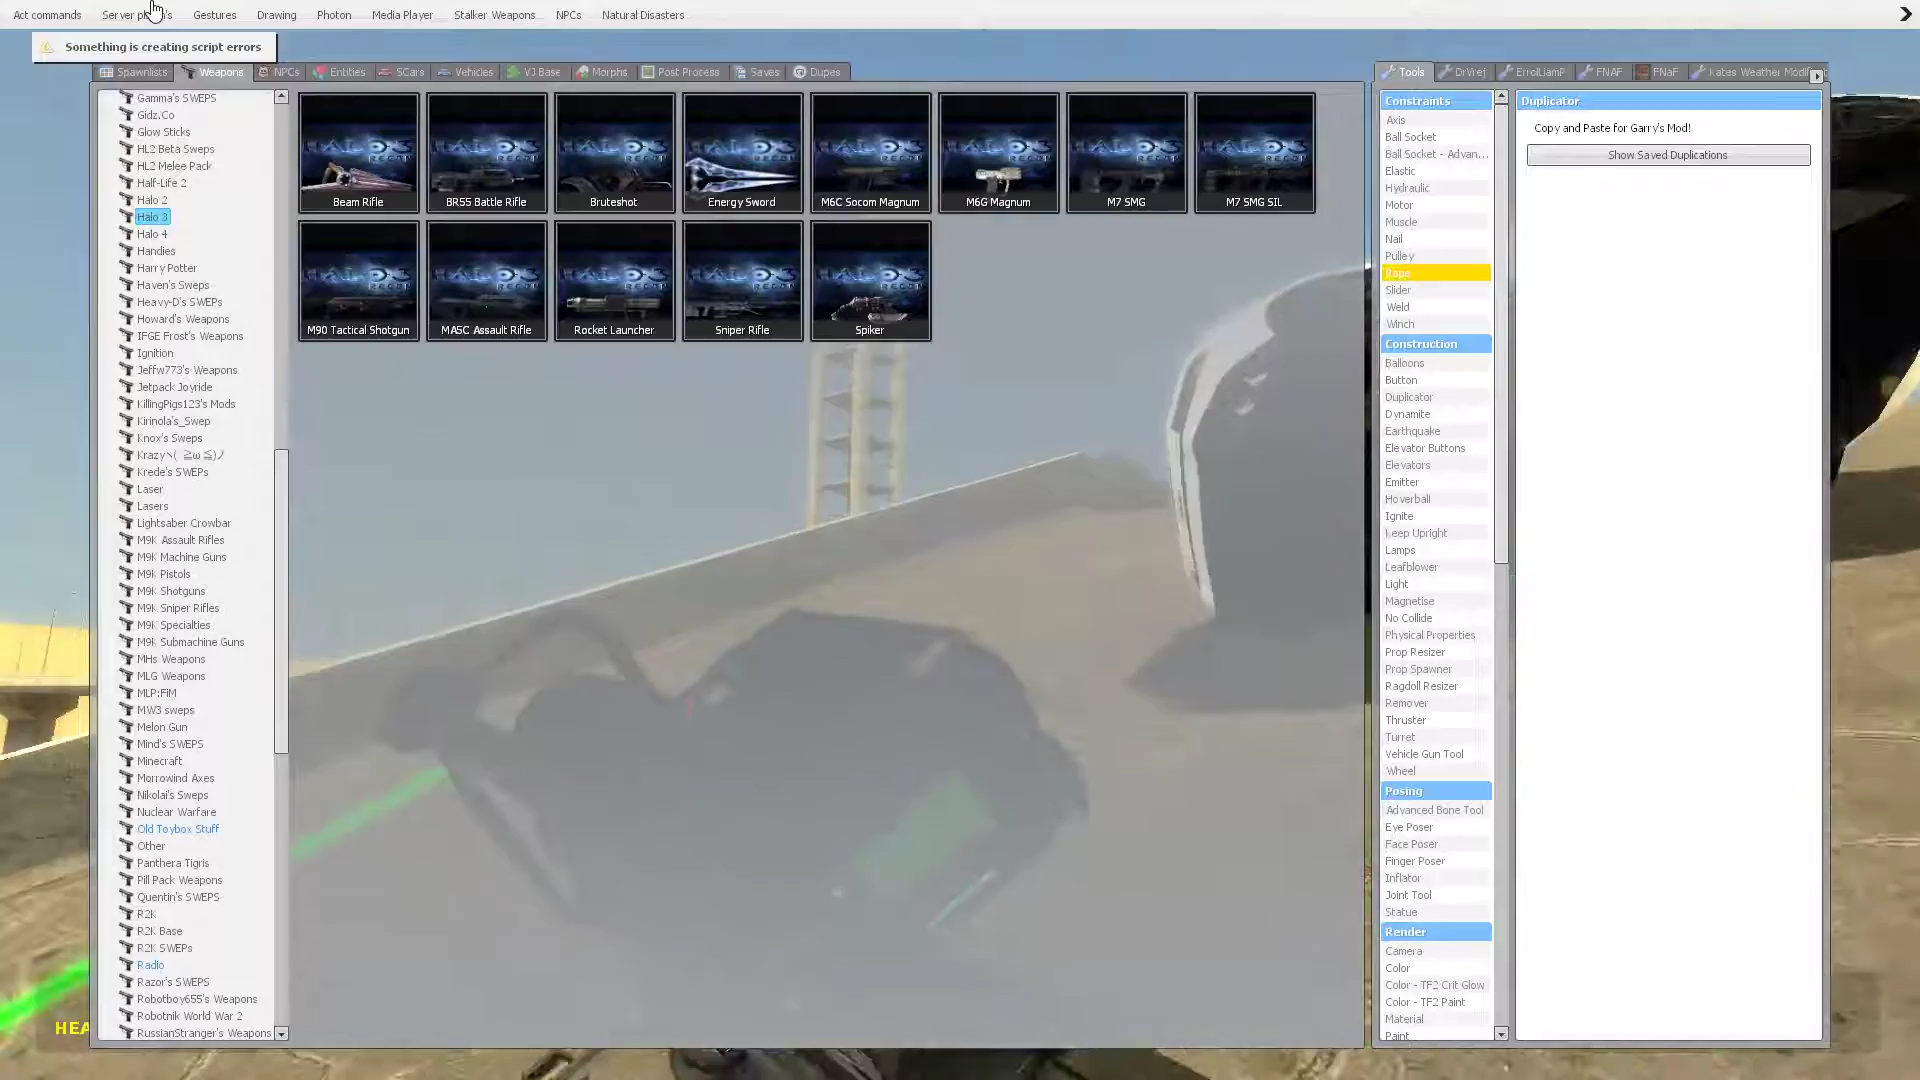 Act commands Server pl Gestures Drawing Photon Media Player Stalker Weapons NPCs Natural Disasters
Something is creating script errors
Spawnlists Weapons NPCs Entities SCars Vehicles VJ Base Morphs Post Process Saves Dupes
Gamma's SWEPS
Gidz.Co
Glow Sticks
HL2 Beta Sweps
HL2 Melee Pack
Half-Life 2
Halo 2
Halo 3
Halo 4
Handies
Harry Potter
Haven's Sweps
Heavy-D's SWEPs
Howard's Weapons
IFGE Frost's Weapons
Ignition
Jeffw773's Weapons
Jetpack Joyride
KillingPigs123's Mods
Kirinola's_Swep
Knox's Sweps
Krazyヽ( ≧ω≦)ノ
Krede's SWEPs
Laser
Lasers
Lightsaber Crowbar
M9K Assault Rifles
M9K Machine Guns
M9K Pistols
M9K Shotguns
M9K Sniper Rifles
M9K Specialties
M9K Submachine Guns
MHs Weapons
MLG Weapons
MLP:FiM
MW3 sweps
Melon Gun
Mind's SWEPS
Minecraft
Morrowind Axes
Nikolai's Sweps
Nuclear Warfare
Old Toybox Stuff
Other
Panthera Tigris
Pill Pack Weapons
Quentin's SWEPS
R2K
R2K Base
R2K SWEPs
Radio
Razor's SWEPS
Robotboy655's Weapons
Robotnik World War 2
RussianStranger's Weapons
HEA
Beam Rifle BR55 Battle Rifle Bruteshot Energy Sword M6C Socom Magnum M6G Magnum M7 SMG M7 SMG SIL
M90 Tactical Shotgun MA5C Assault Rifle Rocket Launcher Sniper Rifle Spiker
Tools DrVrej ErrolLiamP FNAF FNaF Kates Weather Modif
Constraints
Axis
Ball Socket
Ball Socket - Advan...
Elastic
Hydraulic
Motor
Muscle
Nail
Pulley
Rope
Slider
Weld
Winch
Construction
Balloons
Button
Duplicator
Dynamite
Earthquake
Elevator Buttons
Elevators
Emitter
Hoverball
Ignite
Keep Upright
Lamps
Leafblower
Light
Magnetise
No Collide
Physical Properties
Prop Resizer
Prop Spawner
Ragdoll Resizer
Remover
Thruster
Turret
Vehicle Gun Tool
Wheel
Posing
Advanced Bone Tool
Eye Poser
Face Poser
Finger Poser
Inflator
Joint Tool
Statue
Render
Camera
Color
Color - TF2 Crit Glow
Color - TF2 Paint
Material
Paint
Duplicator
Copy and Paste for Garry's Mod!
Show Saved Duplications